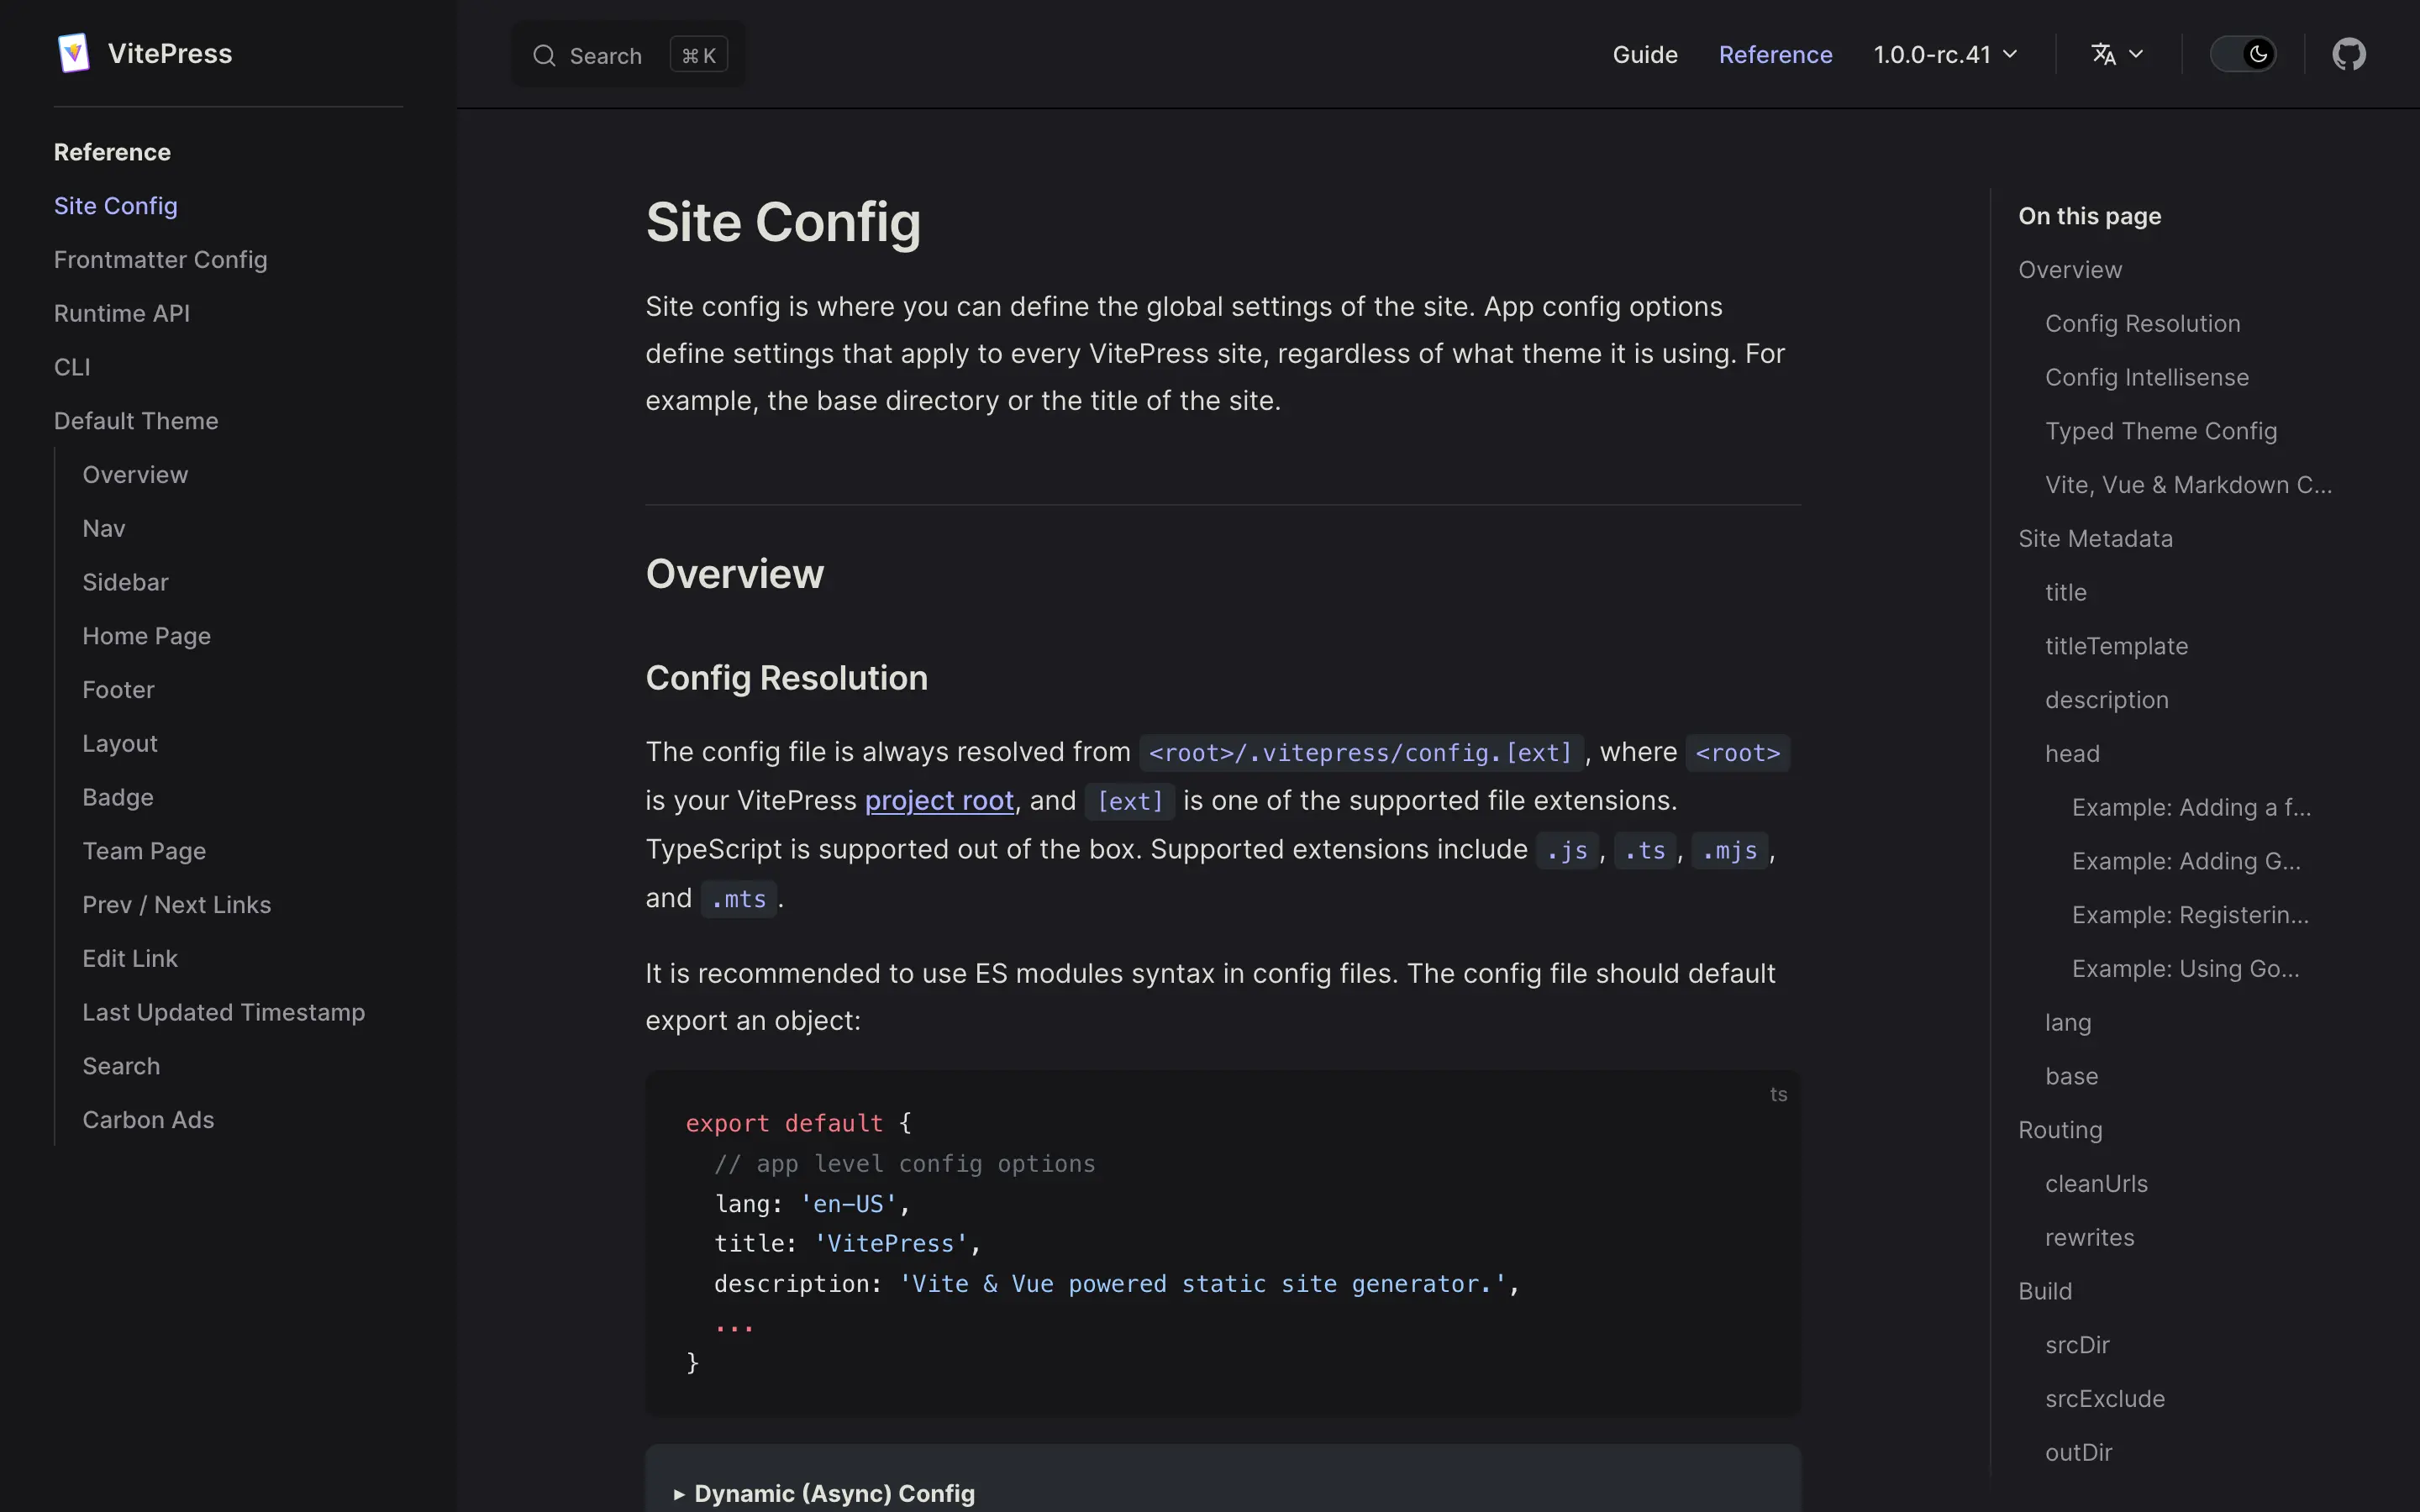 VitePress
Search
⌘ K
Guide
Reference
1.0.0-rc.41
Reference
Site Config
Frontmatter Config
Runtime API
CLI
Default Theme
Overview
Nav
Sidebar
Home Page
Footer
Layout
Badge
Team Page
Prev / Next Links
Edit Link
Last Updated Timestamp
Search
Carbon Ads
Site Config
Site config is where you can define the global settings of the site. App config options
define settings that apply to every VitePress site, regardless of what theme it is using. For
example, the base directory or the title of the site.
Overview
Config Resolution
The config file is always resolved from <root>/.vitepress/config.[ext], where <root>
is your VitePress project root, and [ext] is one of the supported file extensions.
TypeScript is supported out of the box. Supported extensions include .js, .ts, .mjs,
and .mts.
It is recommended to use ES modules syntax in config files. The config file should default
export an object:
ts
export default {
  // app level config options
  lang: 'en-US',
  title: 'VitePress',
  description: 'Vite & Vue powered static site generator.',
  ...
}
Dynamic (Async) Config
On this page
Overview
Config Resolution
Config Intellisense
Typed Theme Config
Vite, Vue & Markdown C...
Site Metadata
title
titleTemplate
description
head
Example: Adding a f...
Example: Adding G...
Example: Registerin...
Example: Using Go...
lang
base
Routing
cleanUrls
rewrites
Build
srcDir
srcExclude
outDir